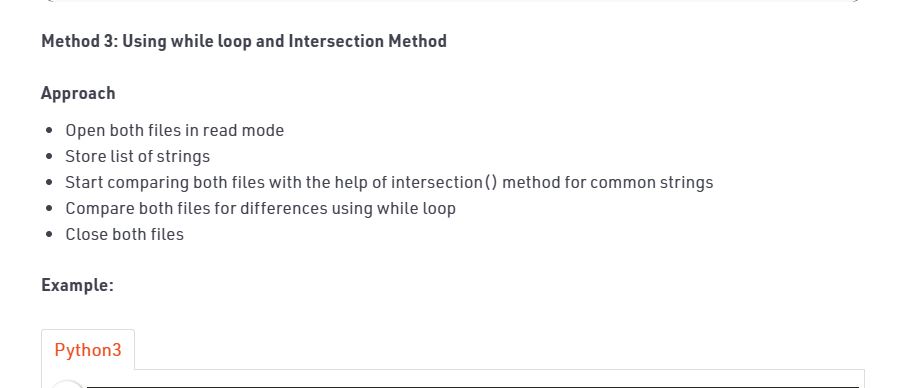 Method 3: Using while loop and Intersection Method
Approach
Open both files in read mode
Store list of strings
Start comparing both files with the help of intersection() method for common strings
Compare both files for differences using while loop
Close both files
Example:
Python3